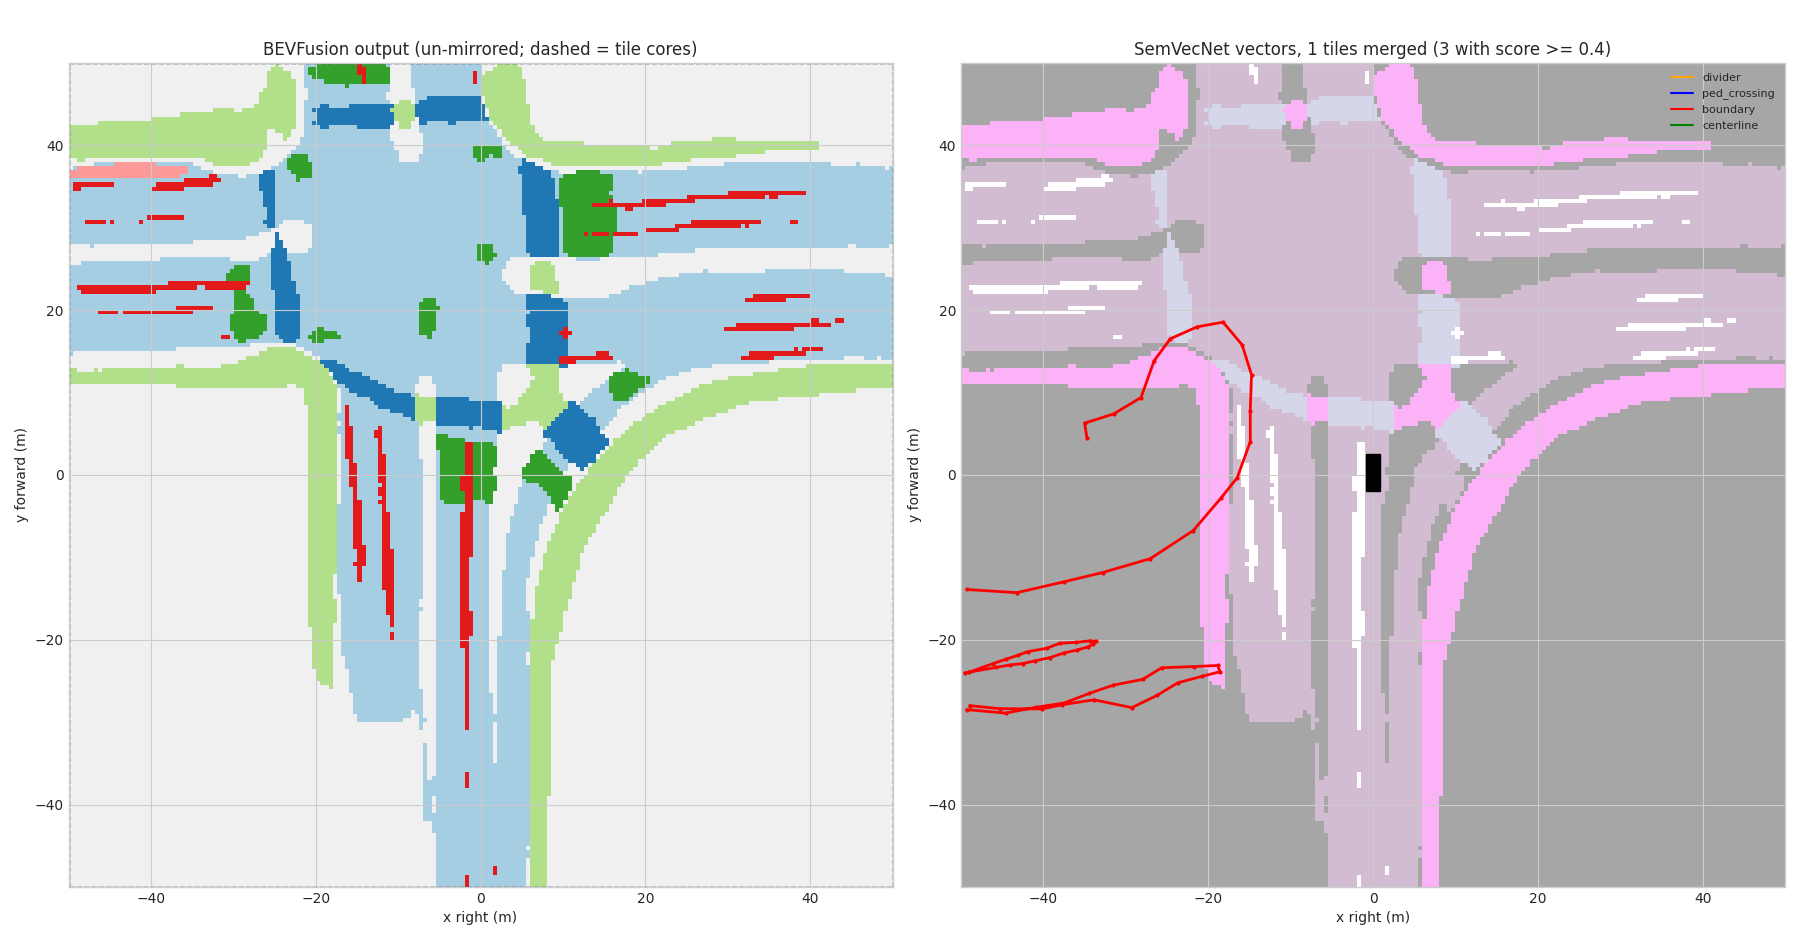 BEVFusion output (un-mirrored; dashed = tile cores)
40
20
0
−20
−40
y forward (m)
−40
−20
0
20
40
x right (m)
SemVecNet vectors, 1 tiles merged (3 with score >= 0.4)
divider
ped_crossing
boundary
centerline
40
20
0
−20
−40
y forward (m)
−40
−20
0
20
40
x right (m)